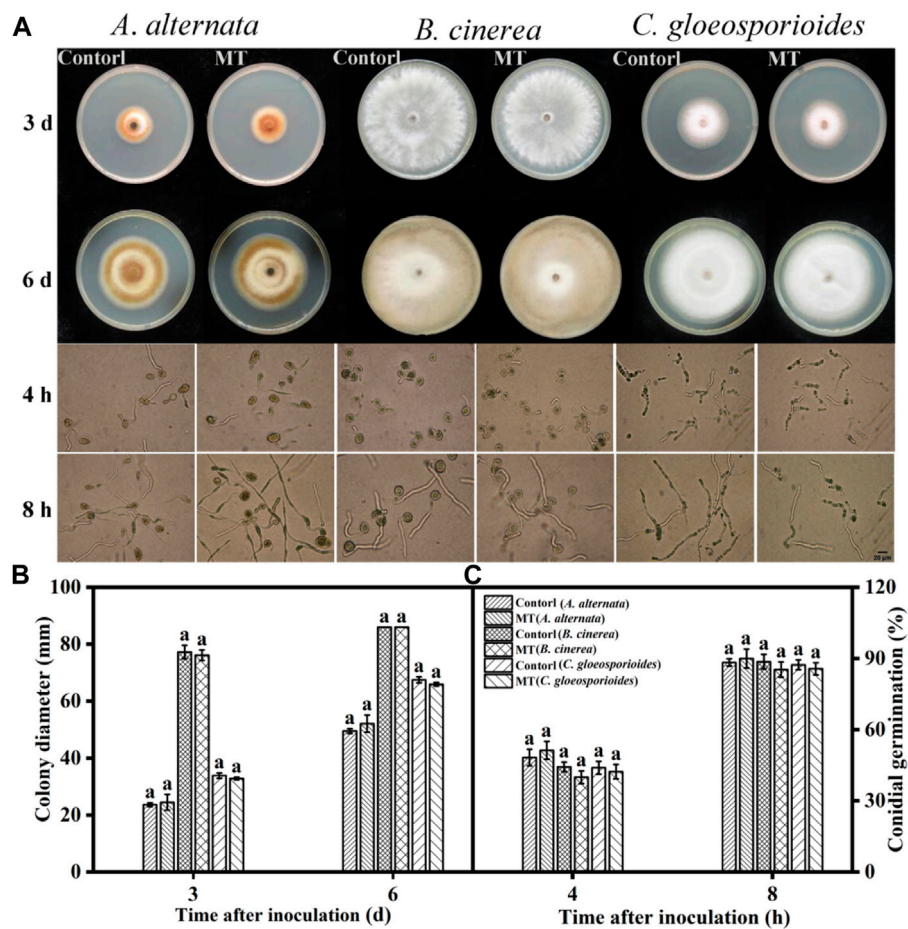 A
A. alternata B. cinerea C. gloeosporioides
Contorl MT Contorl MT Contorl MT
3 d
6 d
4 h
8 h
20 μm
B
C
100
80
60
40
20
0
Colony diameter (mm)
a a a a a a
a a a a a a
3 6
Time after inoculation (d)
Contorl (A. alternata)
MT(A. alternata)
Contorl (B. cinerea)
MT(B. cinerea)
Contorl (C. gloeosporioides)
MT(C. gloeosporioides)
a a a a a a
a a a a a a
4 8
Time after inoculation (h)
120
90
60
30
0
Conidial germinnation (%)